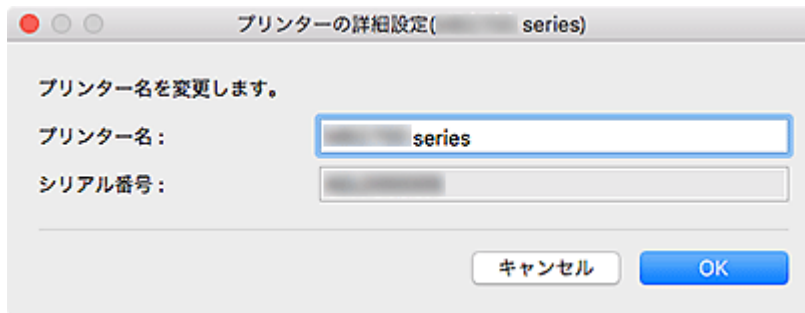 プリンターの詳細設定( series)
プリンター名を変更します。
プリンター名： series
シリアル番号：
キャンセル OK